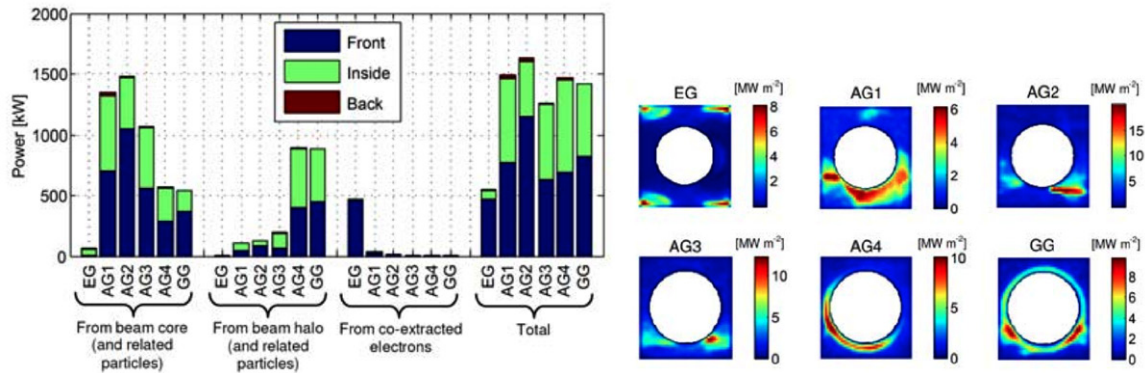 2000
1500
1000
500
0
Power [kW]
Front
Inside
Back
EG AG1 AG2 AG3 AG4 GG
EG AG1 AG2 AG3 AG4 GG
EG AG1 AG2 AG3 AG4 GG
EG AG1 AG2 AG3 AG4 GG
From beam core
(and related
particles)
From beam halo
(and related
particles)
From co-extracted
electrons
Total
EG [MW m⁻²]
8
6
4
2
AG1 [MW m⁻²]
6
4
2
0
AG2 [MW m⁻²]
15
10
5
AG3 [MW m⁻²]
10
5
0
AG4 [MW m⁻²]
10
5
0
GG [MW m⁻²]
8
6
4
2
0